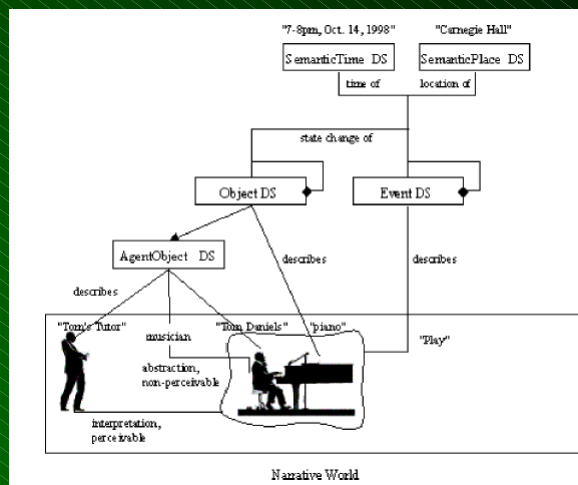 "7-8pm, Oct. 14, 1998" "Carnegie Hall"
SemanticTime DS SemanticPlace DS
time of location of
state change of
Object DS Event DS
AgentObject DS
describes describes
describes
"Tom's Tutor" musician "Tom Daniels" "piano"
"Play"
abstraction,
non-perceivable
interpretation,
perceivable
Narrative World